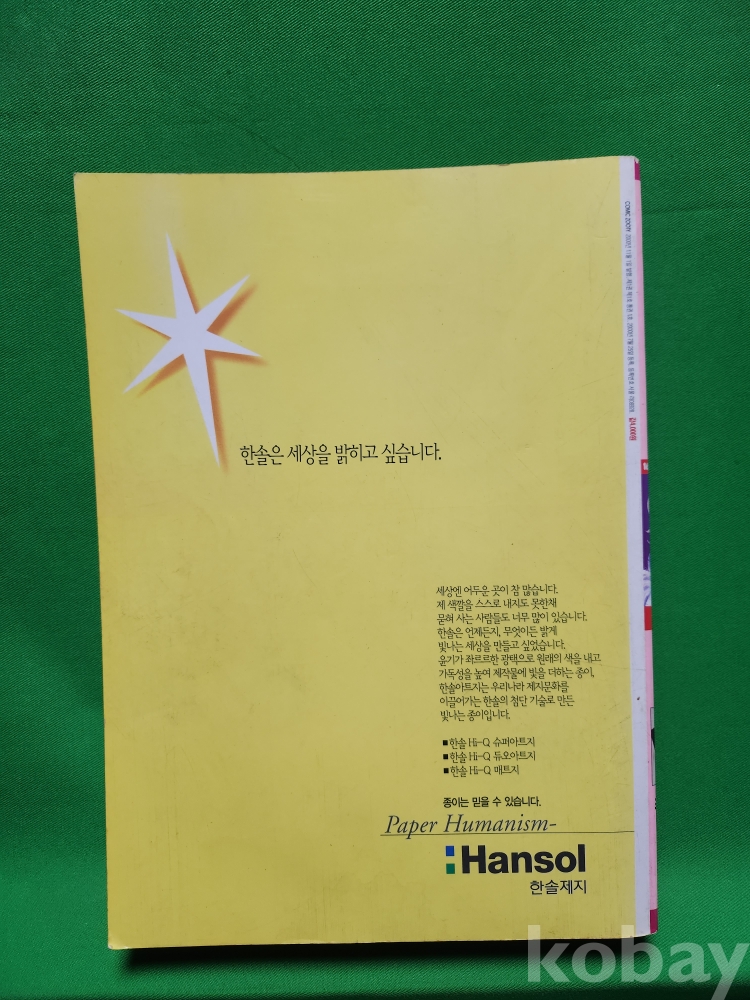 한솔은 세상을 밝히고 싶습니다.
세상엔 어두운 곳이 참 많습니다.
제 색깔을 스스로 내지도 못한채
묻혀 사는 사람들도 너무 많이 있습니다.
한솔은 언제든지, 무엇이든 밝게
빛나는 세상을 만들고 싶었습니다.
윤기가 좌르르한 광택으로 원래의 색을 내고
가독성을 높여 제작물에 빛을 더하는 종이,
한솔아트지는 우리나라 제지문화를
이끌어가는 한솔의 첨단 기술로 만든
빛나는 종이입니다.
■ 한솔 Hi-Q 슈퍼아트지
■ 한솔 Hi-Q 듀오아트지
■ 한솔 Hi-Q 매트지
종이는 믿을 수 있습니다.
Paper Humanism-
Hansol
한솔제지
값4,000원
kobay